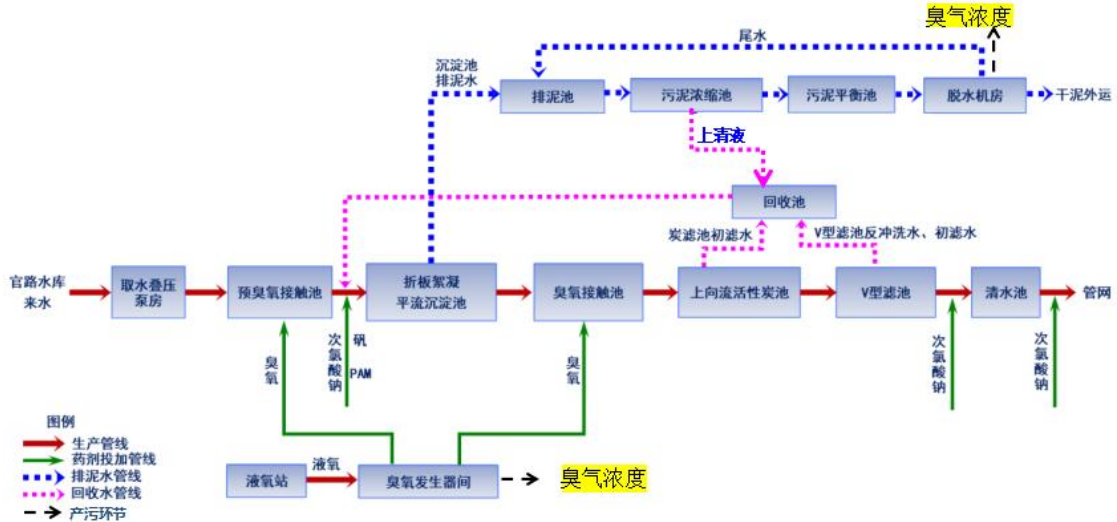 臭气浓度
尾水
沉淀池
排泥水
排泥池
污泥浓缩池
污泥平衡池
脱水机房
干泥外运
上清液
回收池
炭滤池初滤水
V型滤池反冲洗水、初滤水
官路水库
来水
取水叠压
泵房
预臭氧接触池
折板絮凝
平流沉淀池
臭氧接触池
上向流活性炭池
V型滤池
清水池
管网
臭氧
次氯酸钠
矾
PAM
臭氧
次氯酸钠
次氯酸钠
图例
生产管线
药剂投加管线
排泥水管线
回收水管线
产污环节
液氧站
液氧
臭氧发生器间
臭气浓度